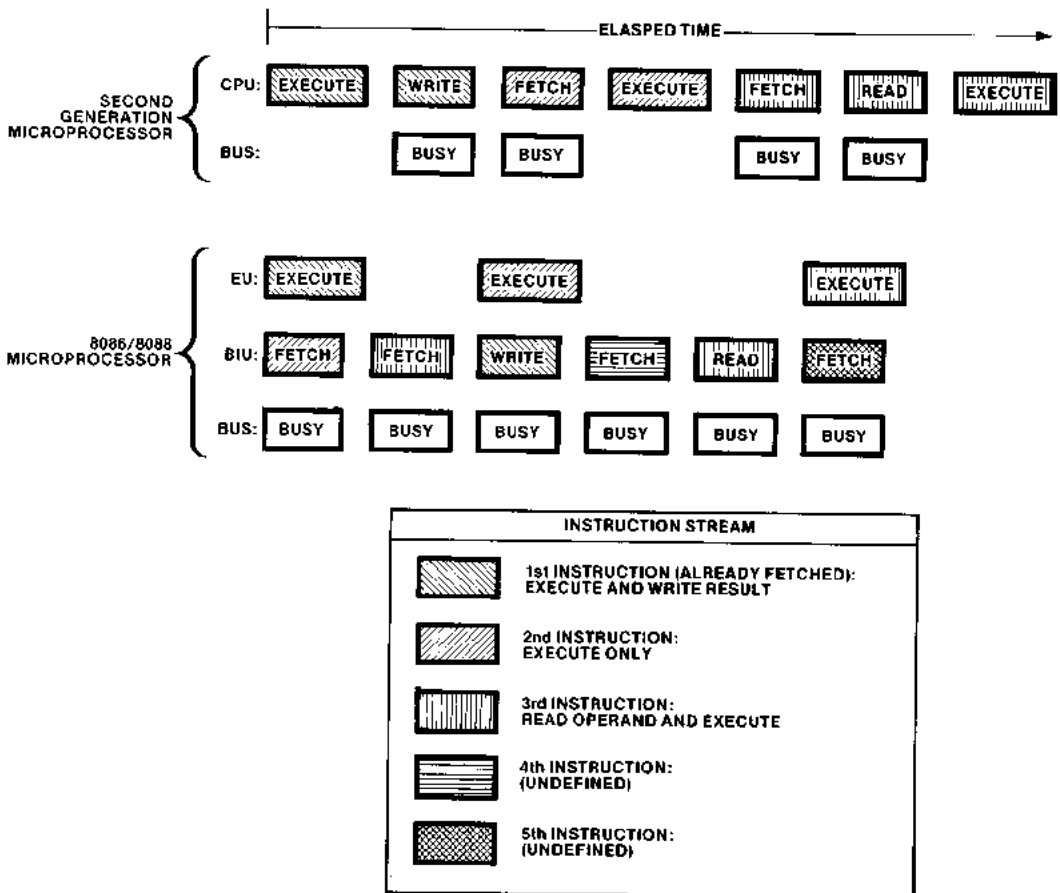 ELASPED TIME
SECOND
GENERATION
MICROPROCESSOR
CPU: EXECUTE WRITE FETCH EXECUTE FETCH READ EXECUTE
BUS: BUSY BUSY BUSY BUSY
8086/8088
MICROPROCESSOR
EU: EXECUTE EXECUTE EXECUTE
BIU: FETCH FETCH WRITE FETCH READ FETCH
BUS: BUSY BUSY BUSY BUSY BUSY BUSY
INSTRUCTION STREAM
1st INSTRUCTION (ALREADY FETCHED):
EXECUTE AND WRITE RESULT
2nd INSTRUCTION:
EXECUTE ONLY
3rd INSTRUCTION:
READ OPERAND AND EXECUTE
4th INSTRUCTION:
(UNDEFINED)
5th INSTRUCTION:
(UNDEFINED)